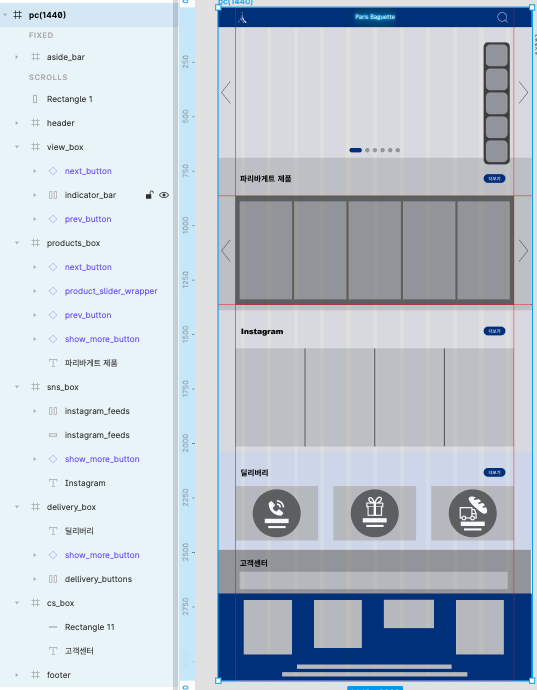 pc(1440)
FIXED
aside_bar
SCROLLS
Rectangle 1
header
view_box
next_button
indicator_bar
prev_button
products_box
next_button
product_slider_wrapper
prev_button
show_more_button
파리바게트 제품
sns_box
instagram_feeds
instagram_feeds
show_more_button
Instagram
delivery_box
딜리버리
show_more_button
dellivery_buttons
cs_box
Rectangle 11
고객센터
footer
250
500
750
1000
1250
1500
1750
2000
2250
2500
2750
pc(1440)
Paris Baguette
파리바게트 제품
더보기
Instagram
더보기
딜리버리
더보기
고객센터